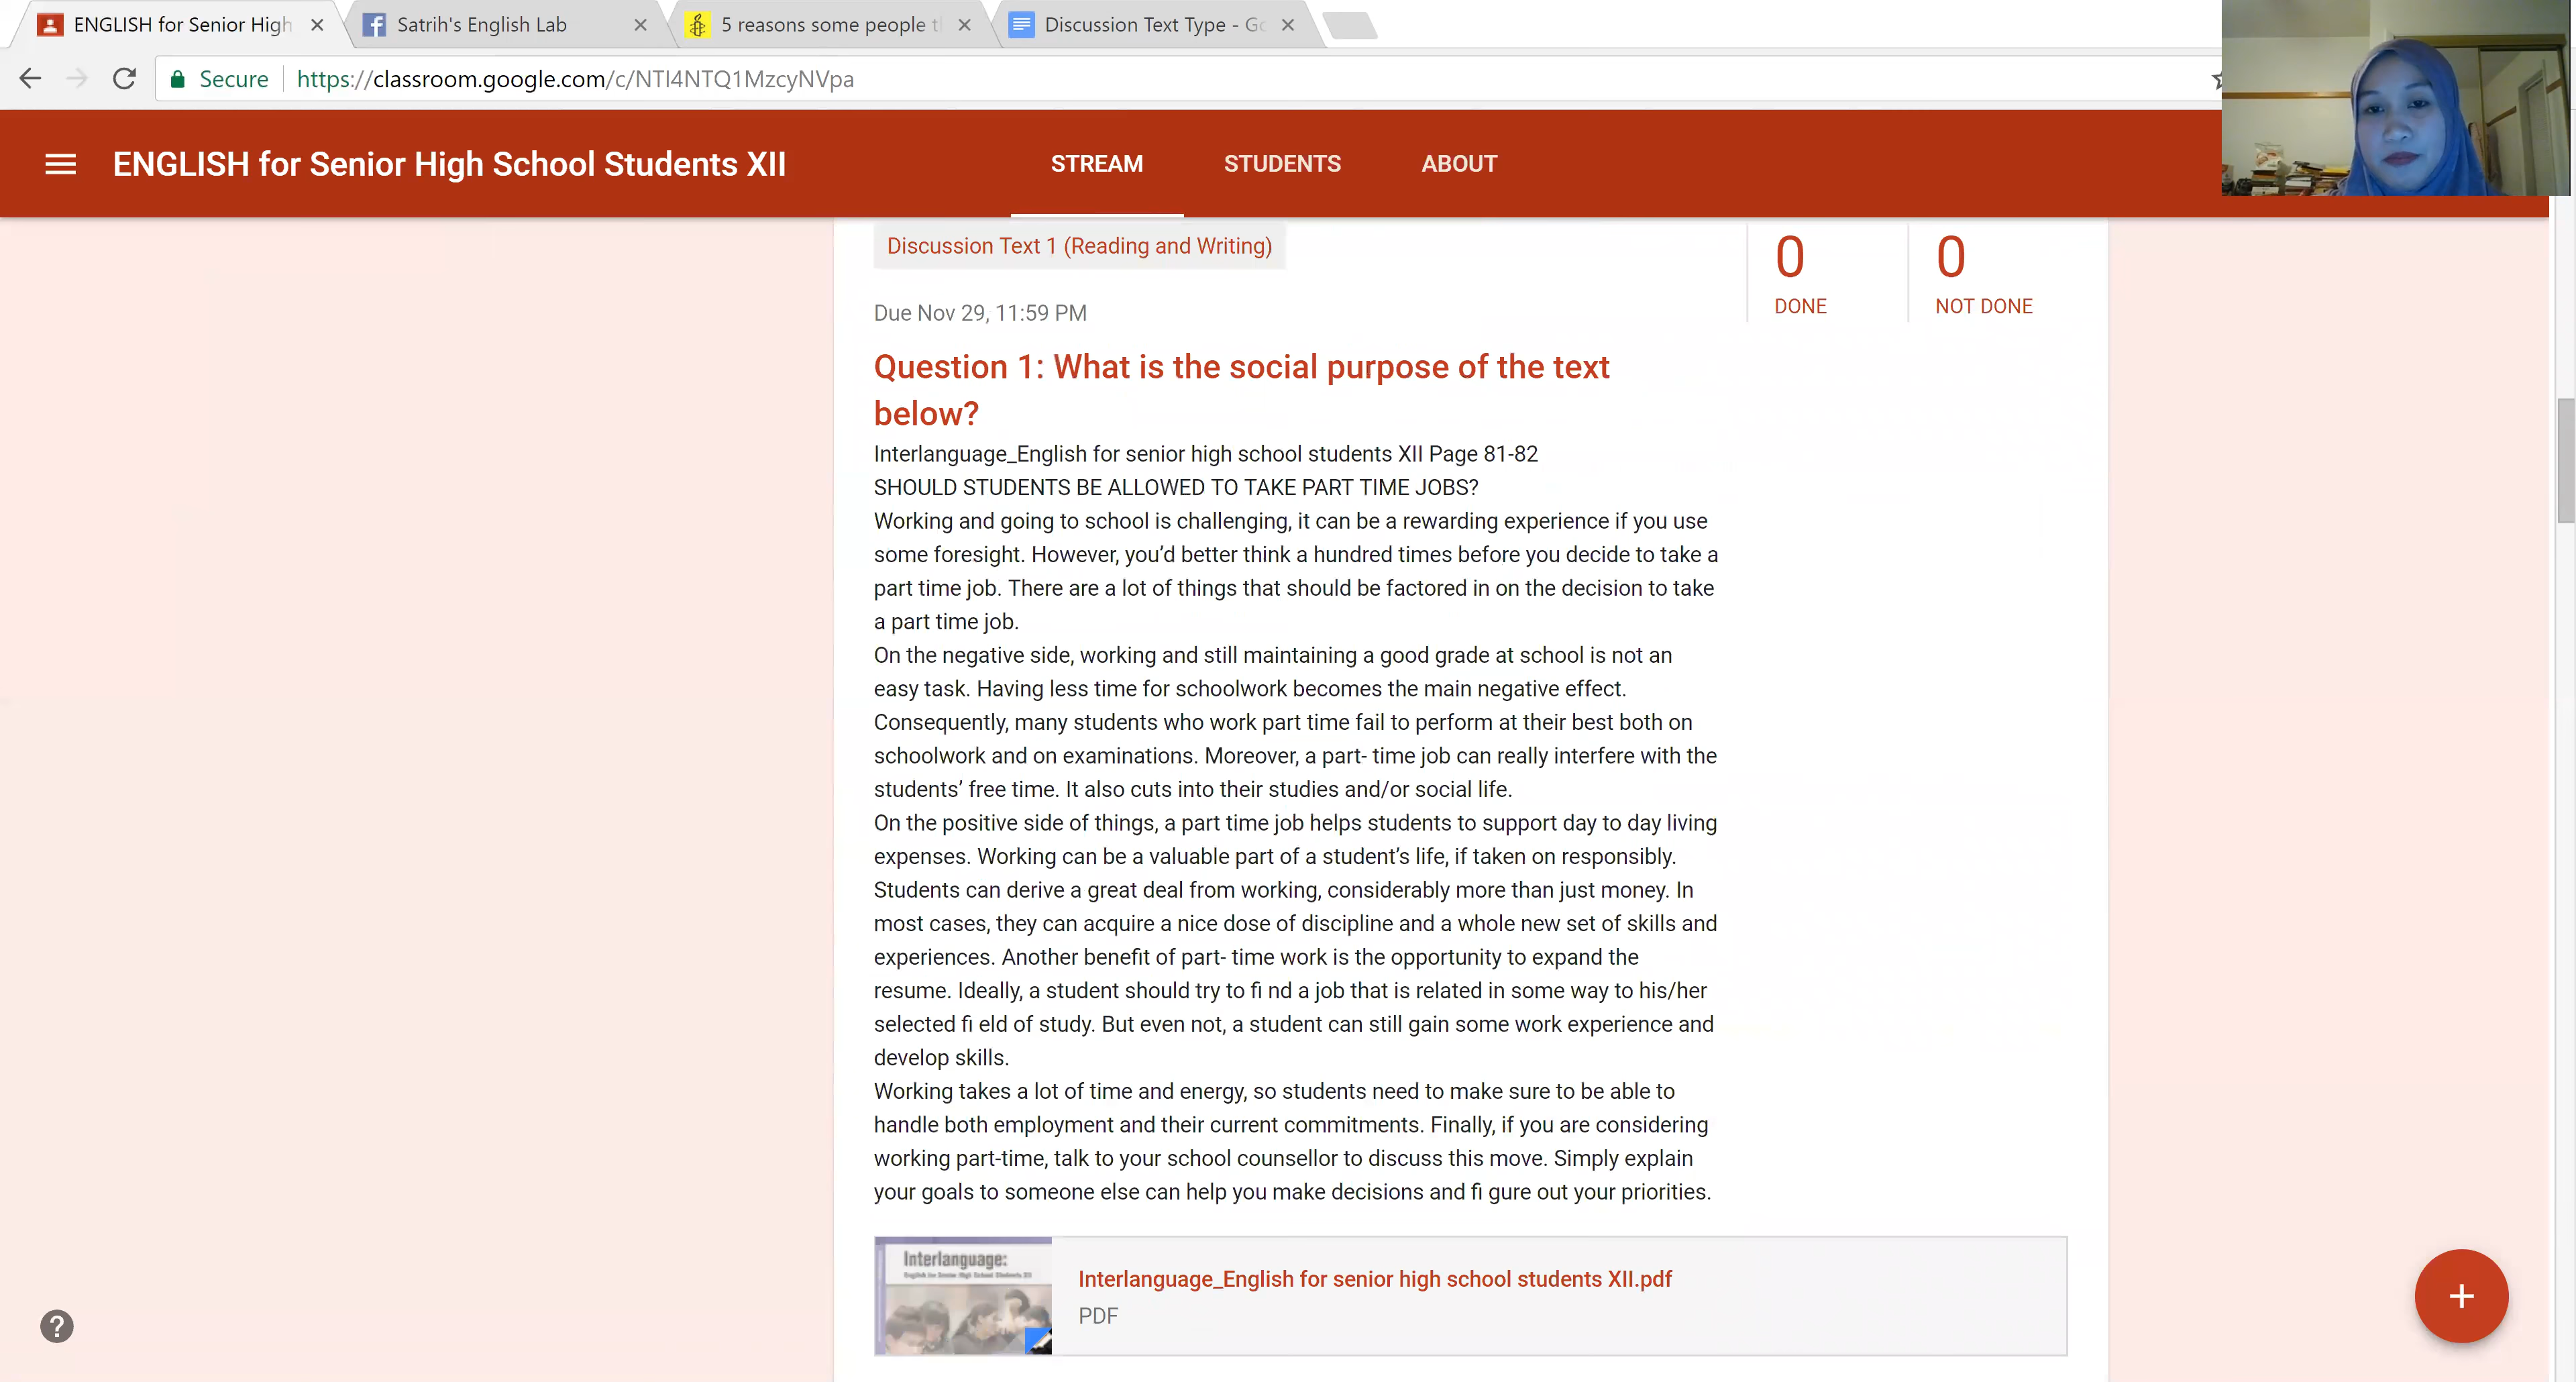 ENGLISH for Senior High
Satrih's English Lab
5 reasons some people t
Discussion Text Type - Go
Secure
https://classroom.google.com/c/NTI4NTQ1MzcyNVpa
ENGLISH for Senior High School Students XII
STREAM
STUDENTS
ABOUT
Discussion Text 1 (Reading and Writing)
0
DONE
0
NOT DONE
Due Nov 29, 11:59 PM
Question 1: What is the social purpose of the text
below?
Interlanguage_English for senior high school students XII Page 81-82
SHOULD STUDENTS BE ALLOWED TO TAKE PART TIME JOBS?
Working and going to school is challenging, it can be a rewarding experience if you use
some foresight. However, you’d better think a hundred times before you decide to take a
part time job. There are a lot of things that should be factored in on the decision to take
a part time job.
On the negative side, working and still maintaining a good grade at school is not an
easy task. Having less time for schoolwork becomes the main negative effect.
Consequently, many students who work part time fail to perform at their best both on
schoolwork and on examinations. Moreover, a part- time job can really interfere with the
students’ free time. It also cuts into their studies and/or social life.
On the positive side of things, a part time job helps students to support day to day living
expenses. Working can be a valuable part of a student’s life, if taken on responsibly.
Students can derive a great deal from working, considerably more than just money. In
most cases, they can acquire a nice dose of discipline and a whole new set of skills and
experiences. Another benefit of part- time work is the opportunity to expand the
resume. Ideally, a student should try to fi nd a job that is related in some way to his/her
selected fi eld of study. But even not, a student can still gain some work experience and
develop skills.
Working takes a lot of time and energy, so students need to make sure to be able to
handle both employment and their current commitments. Finally, if you are considering
working part-time, talk to your school counsellor to discuss this move. Simply explain
your goals to someone else can help you make decisions and fi gure out your priorities.
Interlanguage:
English for Senior High School Students XII
Interlanguage_English for senior high school students XII.pdf
PDF